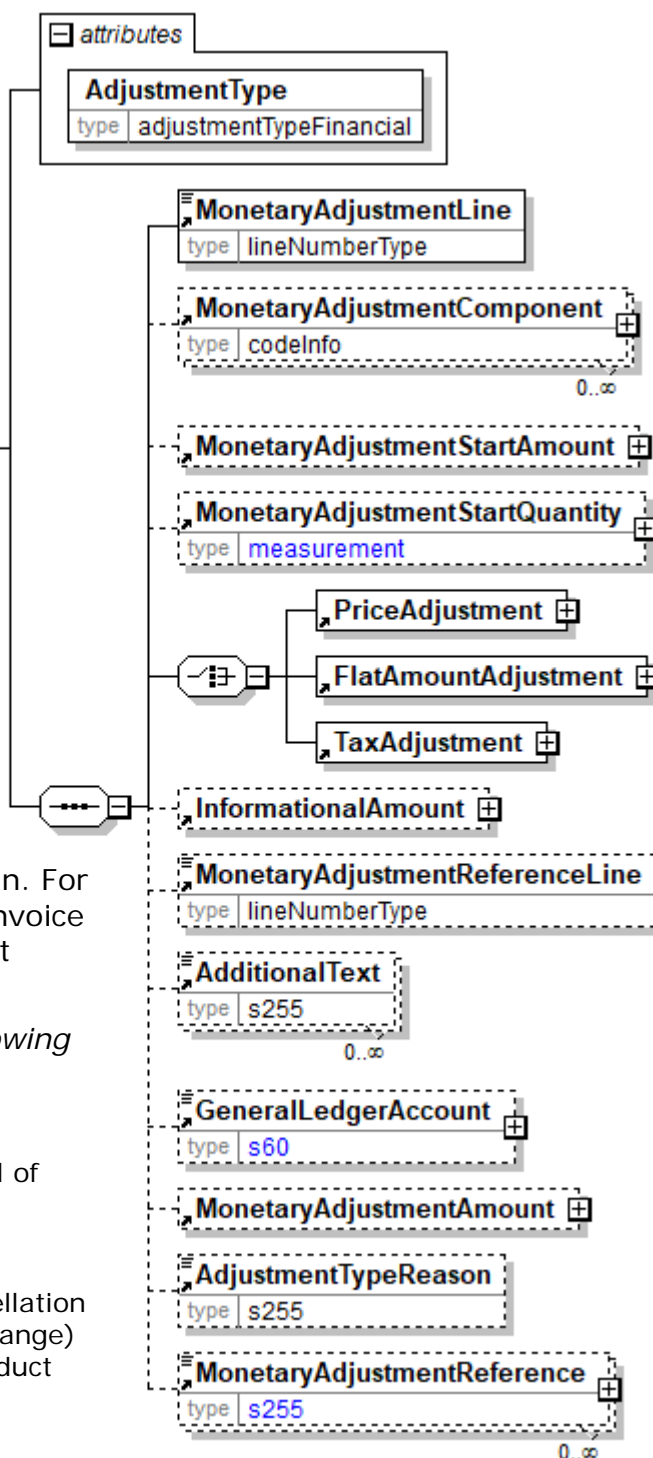 attributes
AdjustmentType
type adjustmentTypeFinancial
MonetaryAdjustmentLine
type lineNumberType
MonetaryAdjustmentComponent
type codeInfo
0..∞
MonetaryAdjustmentStartAmount
MonetaryAdjustmentStartQuantity
type measurement
PriceAdjustment
FlatAmountAdjustment
TaxAdjustment
InformationalAmount
MonetaryAdjustmentReferenceLine
type lineNumberType
AdditionalText
type s255
0..∞
GeneralLedgerAccount
type s60
MonetaryAdjustmentAmount
AdjustmentTypeReason
type s255
MonetaryAdjustmentReference
type s255
0..∞
n. For
nvoice
t
owing
l of
ellation
ange)
duct